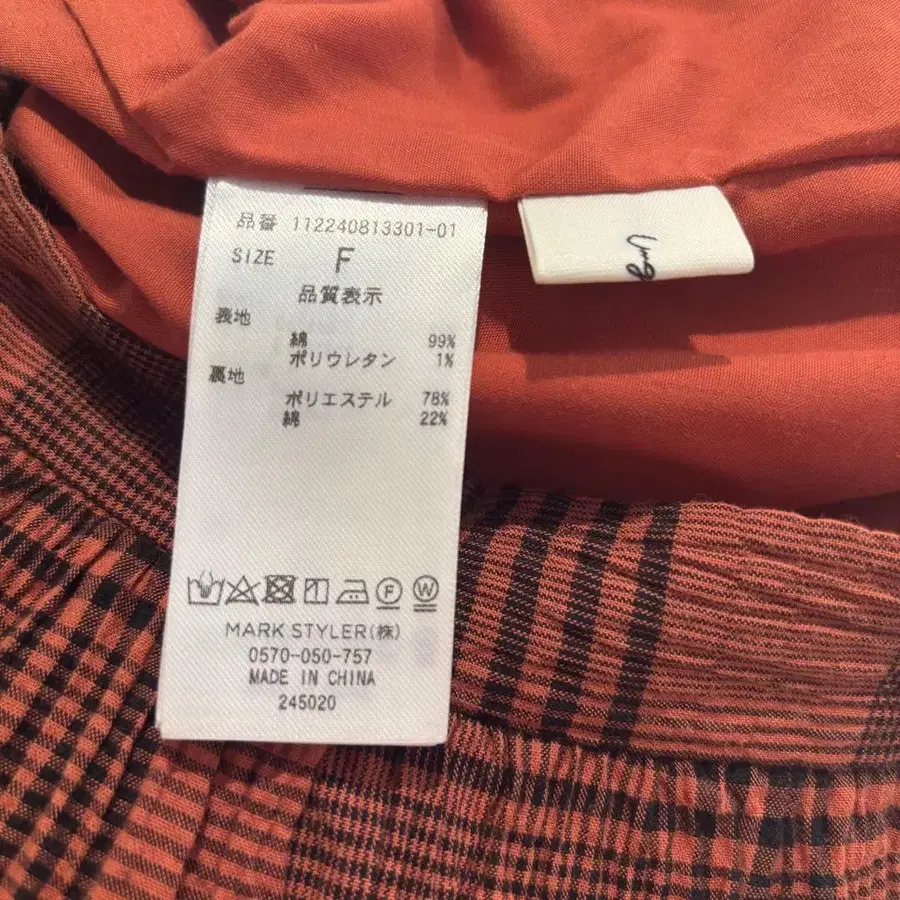 品番 112240813301-01
SIZE F
品質表示
表地
綿 99%
ポリウレタン 1%
裏地
ポリエステル 78%
綿 22%
F W
MARK STYLER(株)
0570-050-757
MADE IN CHINA
245020